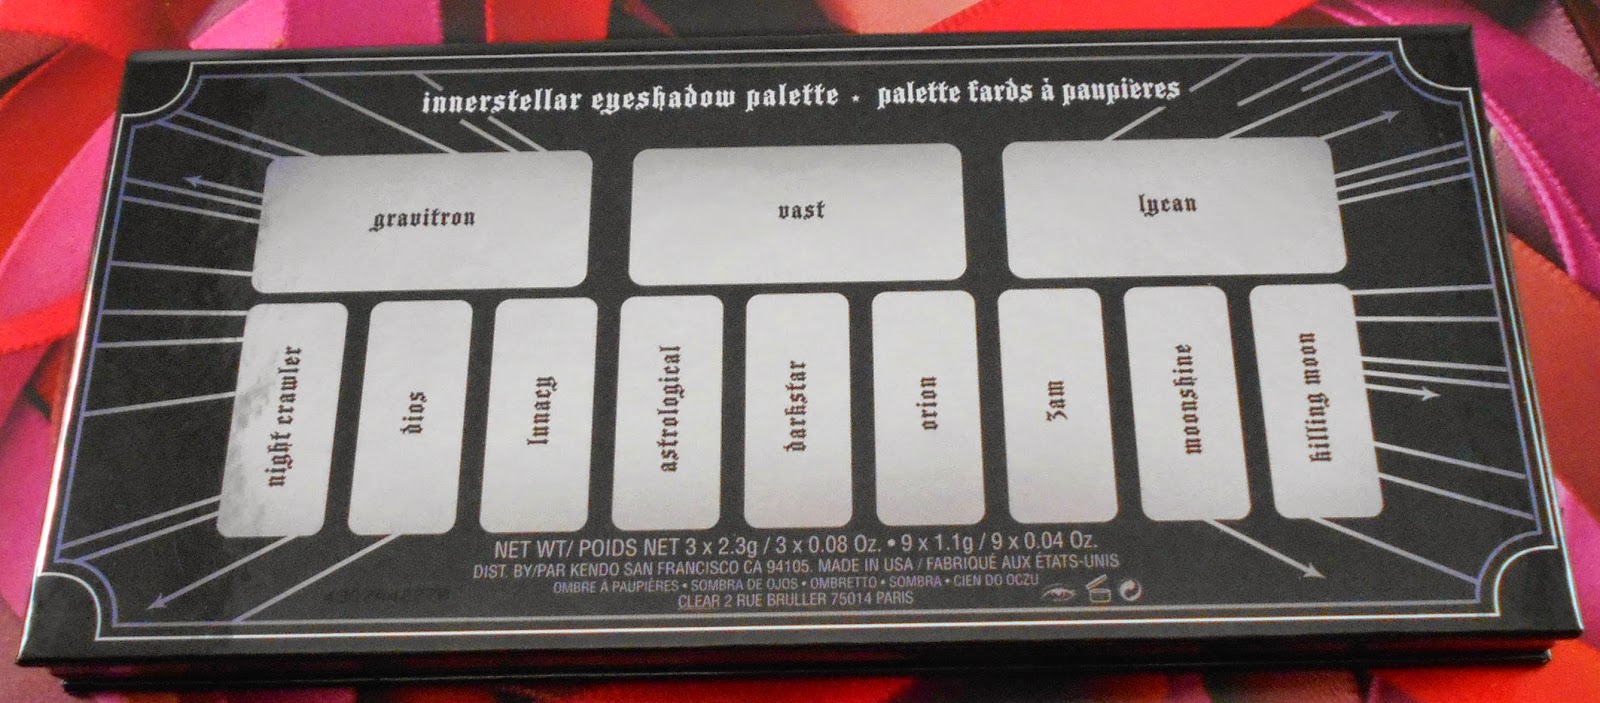 innerstellar eyeshadow palette ⋆ palette fards à paupières
gravitron
vast
lycan
night crawler
dios
lunacy
astrological
darkstar
orion
3am
moonshine
killing moon
NET WT/ POIDS NET 3 x 2.3g / 3 x 0.08 Oz. • 9 x 1.1g / 9 x 0.04 Oz.
DIST. BY/PAR KENDO SAN FRANCISCO CA 94105. MADE IN USA / FABRIQUÉ AUX ÉTATS-UNIS
OMBRE À PAUPIÈRES • SOMBRA DE OJOS • OMBRETTO • SOMBRA • CIEN DO OCZU
CLEAR 2 RUE BRULLER 75014 PARIS